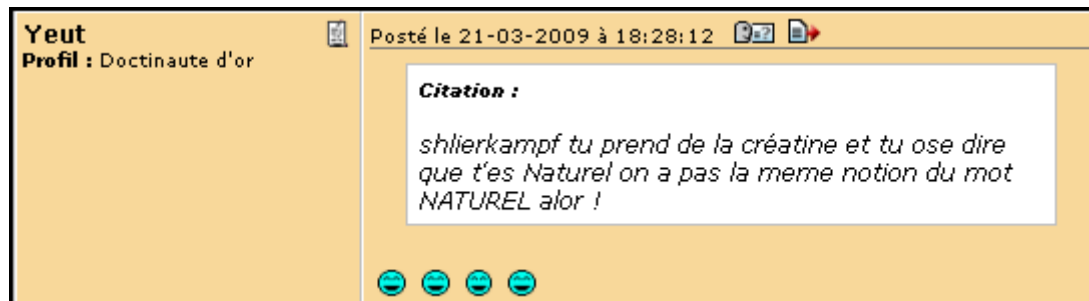 Yeut
Profil : Doctinaute d'or
Posté le 21-03-2009 à 18:28:12
Citation :
shlierkampf tu prend de la créatine et tu ose dire
que t'es Naturel on a pas la meme notion du mot
NATUREL alor !